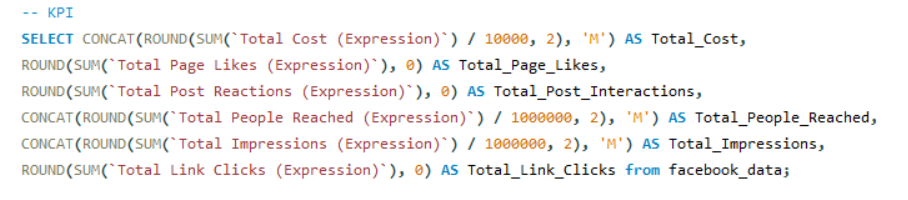 -- KPI
SELECT CONCAT(ROUND(SUM(`Total Cost (Expression)`) / 10000, 2), 'M') AS Total_Cost,
ROUND(SUM(`Total Page Likes (Expression)`), 0) AS Total_Page_Likes,
ROUND(SUM(`Total Post Reactions (Expression)`), 0) AS Total_Post_Interactions,
CONCAT(ROUND(SUM(`Total People Reached (Expression)`) / 1000000, 2), 'M') AS Total_People_Reached,
CONCAT(ROUND(SUM(`Total Impressions (Expression)`) / 1000000, 2), 'M') AS Total_Impressions,
ROUND(SUM(`Total Link Clicks (Expression)`), 0) AS Total_Link_Clicks from facebook_data;